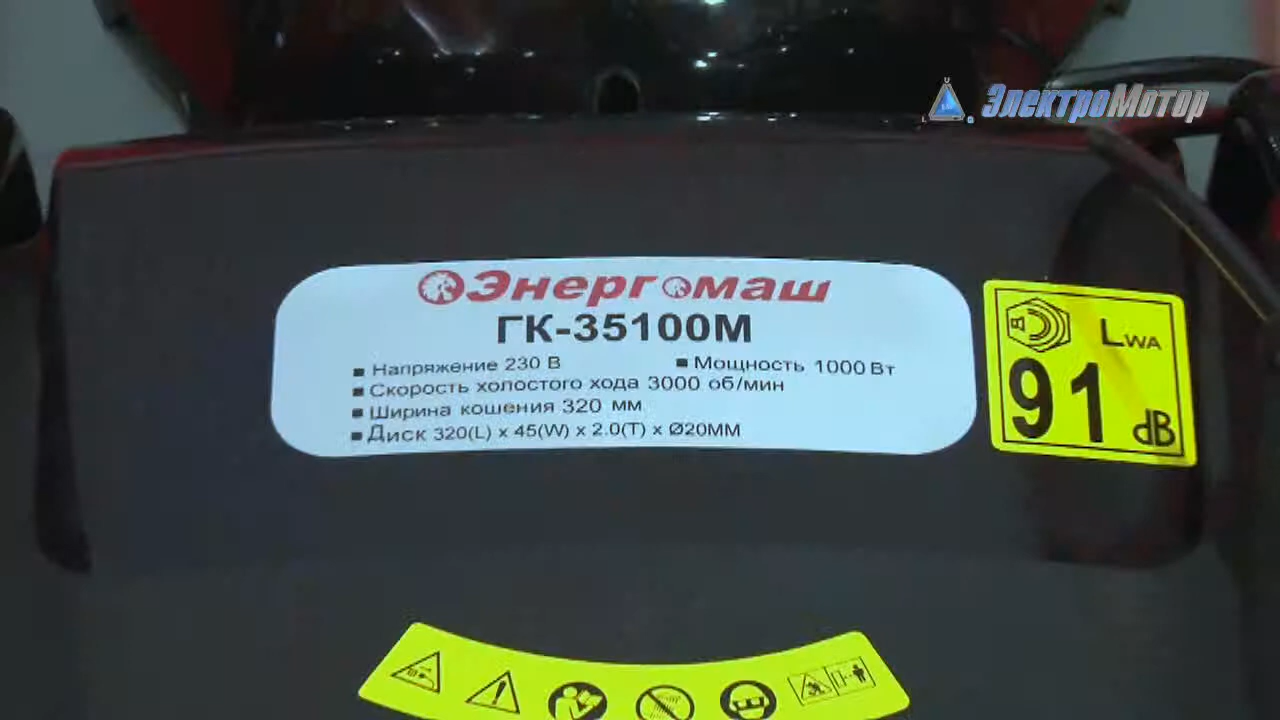 ЭлектроМотор
Энергомаш
ГК-35100М
Напряжение 230 В
Мощность 1000 Вт
Скорость холостого хода 3000 об/мин
Ширина кошения 320 мм
Диск 320(L) x 45(W) x 2.0(T) x Ø20MM
LWA
91
dB